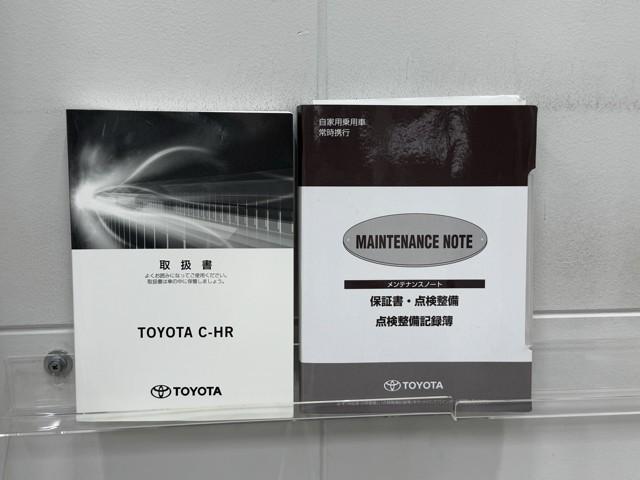 取扱書
よくお読みになってご使用ください。
取扱書は車の中に保管しましょう。
TOYOTA C-HR
TOYOTA
自家用乗用車
常時携行
MAINTENANCE NOTE
メンテナンスノート
保証書・点検整備
点検整備記録簿
TOYOTA